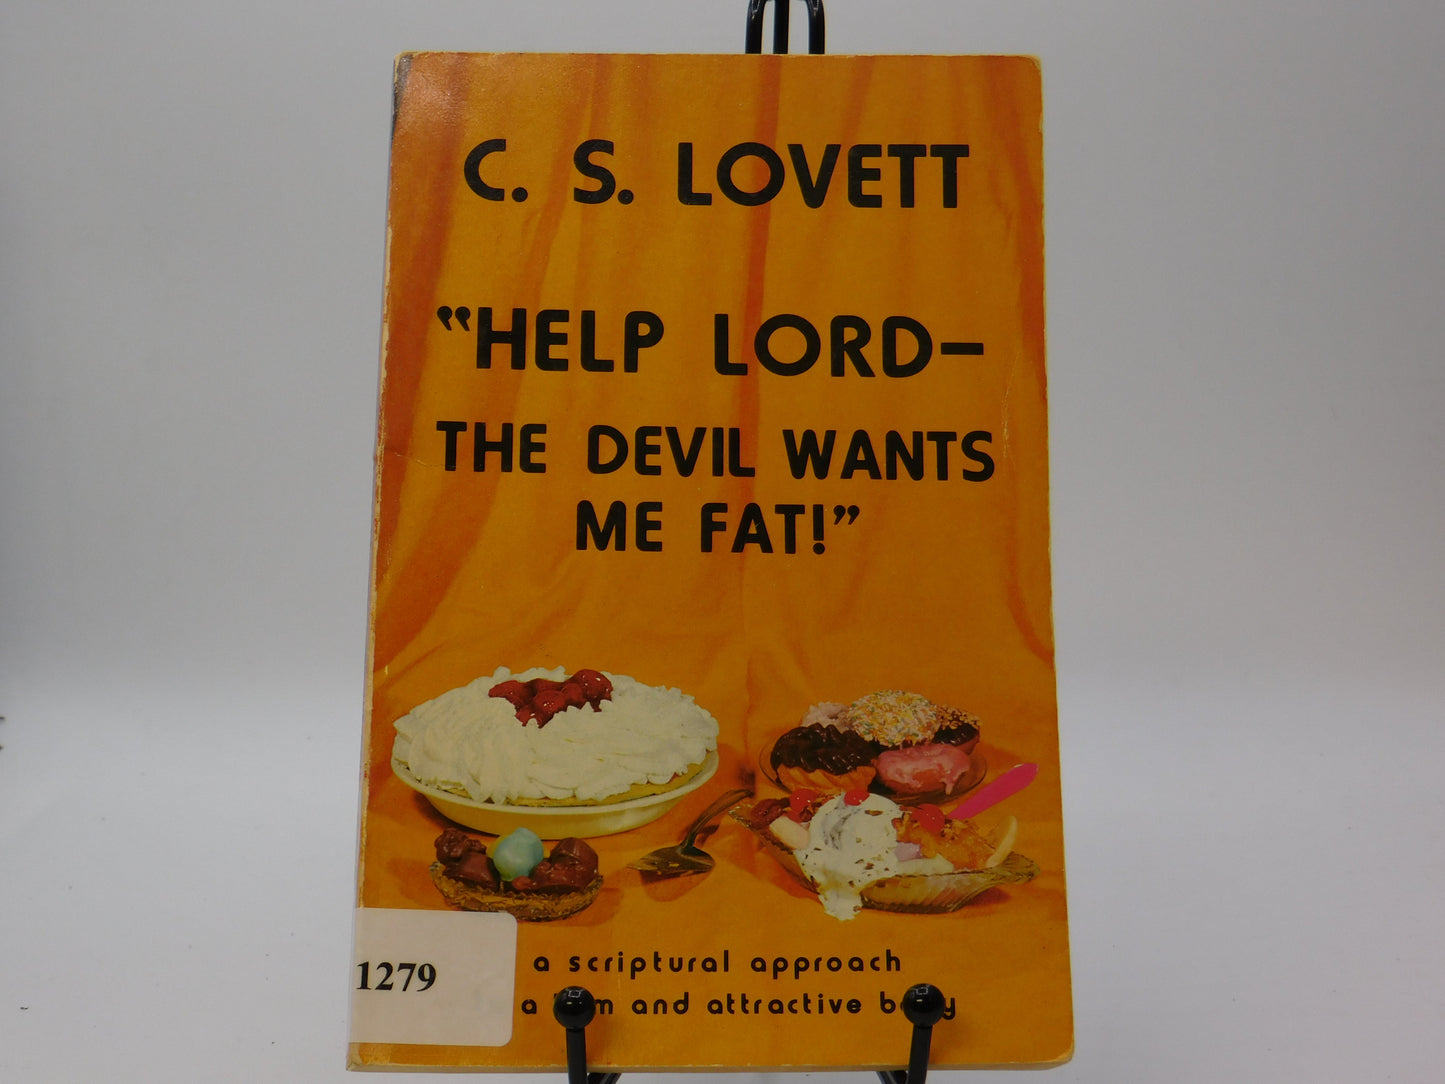 C. S. LOVETT
"HELP LORD–
THE DEVIL WANTS
ME FAT!"
a scriptural approach
a and attractive
1279